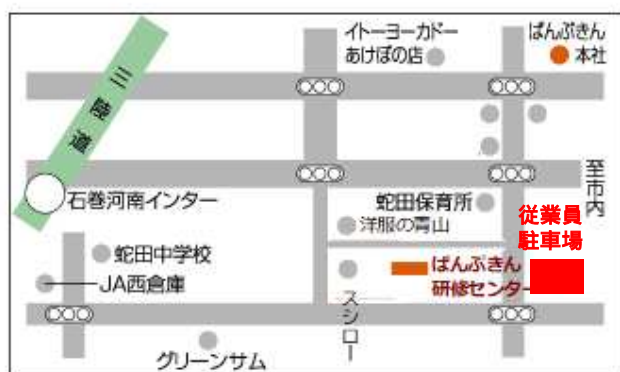 イトーヨーカドー
あけぼの店
ぱんぷきん
本社
三陸道
石巻河南インター
至市内
蛇田保育所
洋服の青山
従業員
駐車場
蛇田中学校
JA西倉庫
ぱんぷきん
研修センター
スシロー
グリーンサム